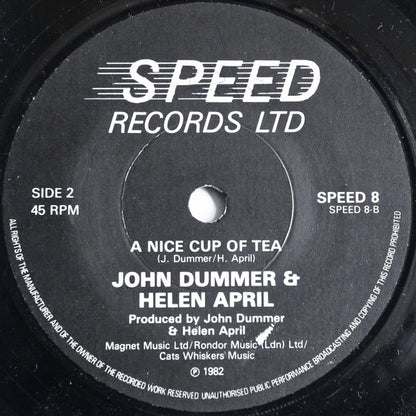 SPEED
RECORDS LTD
SIDE 2
45 RPM
SPEED 8
SPEED 8-B
A NICE CUP OF TEA
(J. Dummer/H. April)
JOHN DUMMER &
HELEN APRIL
Produced by John Dummer
& Helen April
Magnet Music Ltd/Rondor Music (Ldn) Ltd/
Cats Whiskers Music
℗ 1982
ALL RIGHTS OF THE MANUFACTURER AND OF THE OWNER OF THE RECORDED WORK RESERVED UNAUTHORISED PUBLIC PERFORMANCE BROADCASTING AND COPYING OF THIS RECORD PROHIBITED